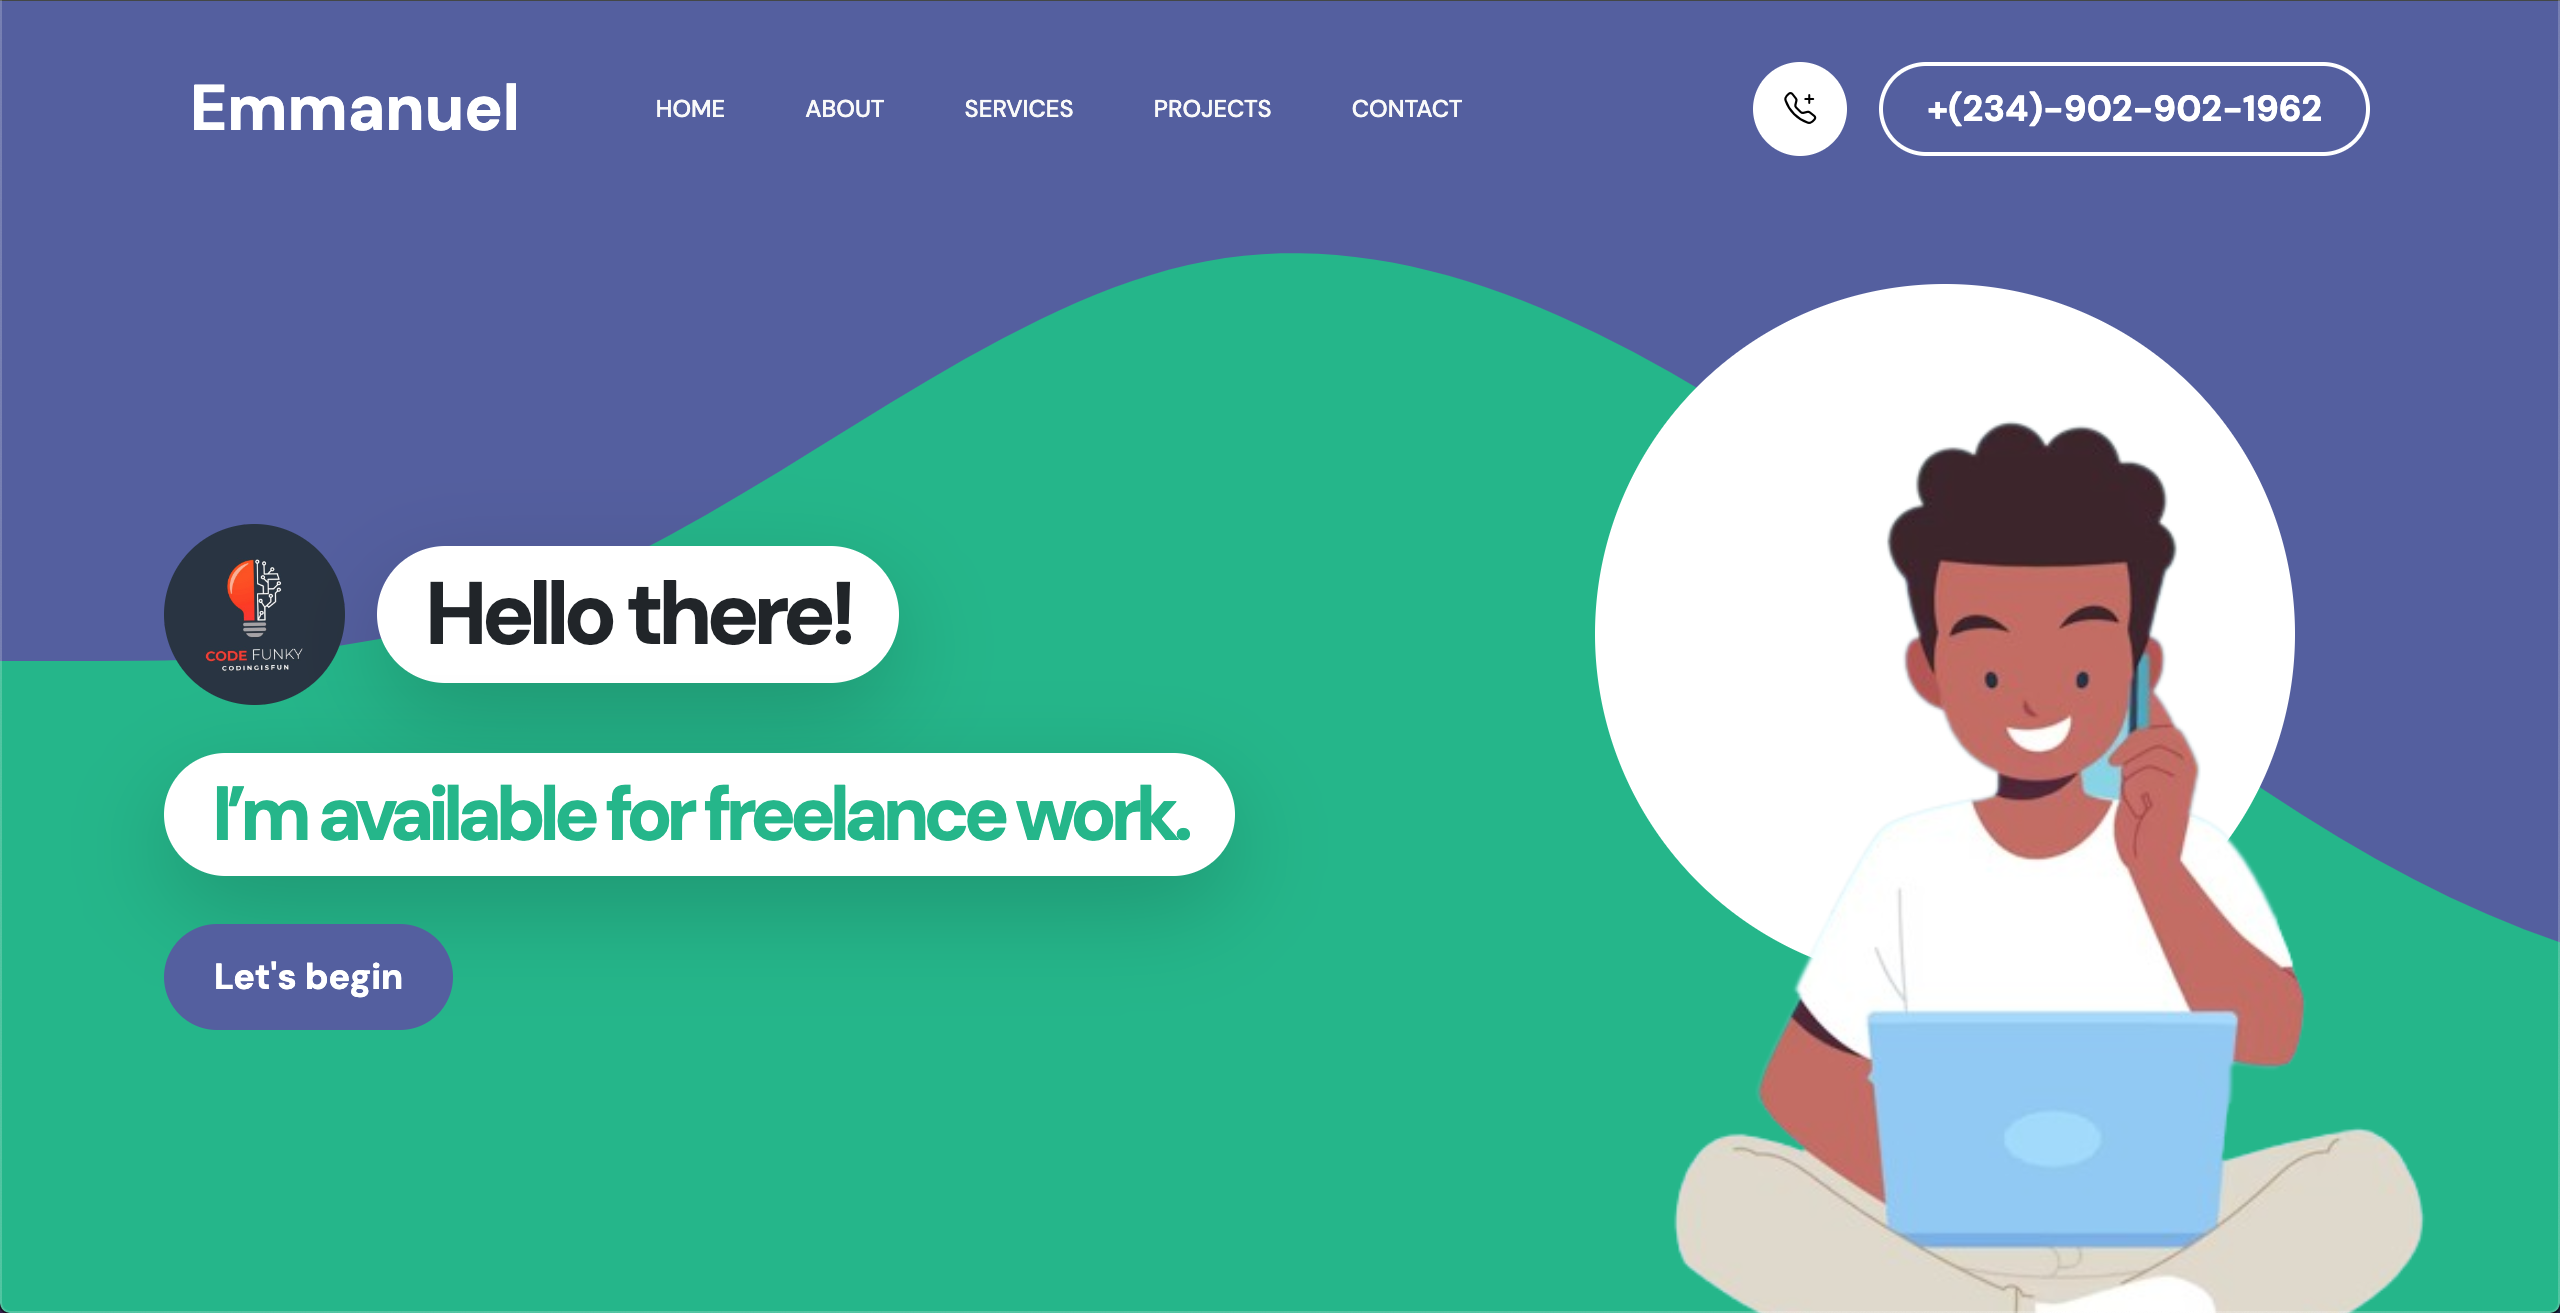 Emmanuel
HOME
ABOUT
SERVICES
PROJECTS
CONTACT
+(234)-902-902-1962
CODE FUNKY
CODINGISFUN
Hello there!
I'm available for freelance work.
Let's begin